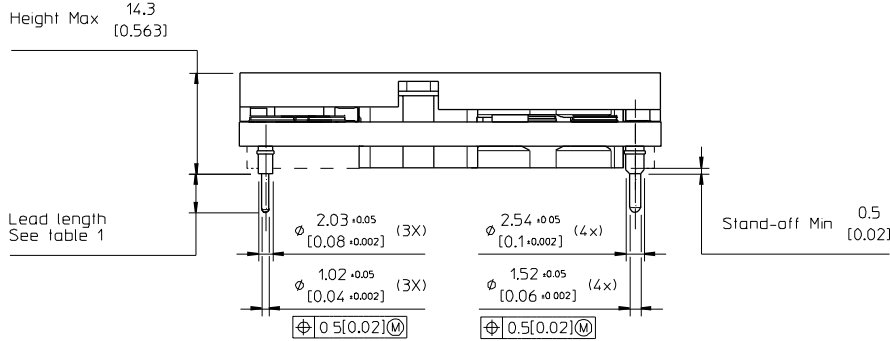 Height Max 14.3
[0.563]
Lead length
See table 1
Stand-off Min 0.5
[0.02]
⌀ 2.03 ±0.05 (3X)
[0.08 ±0.002]
⌀ 2.54 ±0.05 (4x)
[0.1 ±0.002]
⌀ 1.02 ±0.05 (3X)
[0.04 ±0.002]
⌀ 1.52 ±0.05 (4x)
[0.06 ±0 002]
⌖ 0 5[0.02]Ⓜ
⌖ 0.5[0.02]Ⓜ